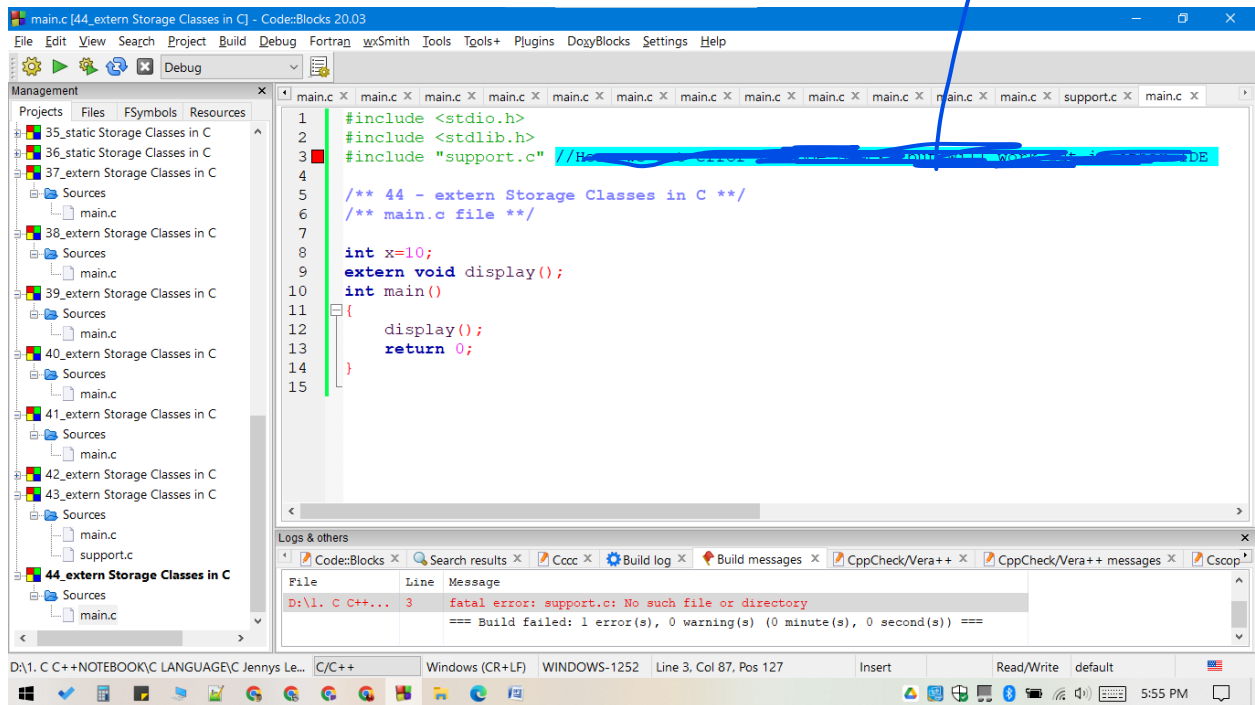 main.c [44_extern Storage Classes in C] - Code::Blocks 20.03
File Edit View Search Project Build Debug Fortran wxSmith Tools Tools+ Plugins DoxyBlocks Settings Help
Debug
Management
Projects Files FSymbols Resources
main.c main.c main.c main.c main.c main.c main.c main.c main.c main.c main.c main.c support.c main.c
35_static Storage Classes in C
36_static Storage Classes in C
37_extern Storage Classes in C
Sources
main.c
38_extern Storage Classes in C
Sources
main.c
39_extern Storage Classes in C
Sources
main.c
40_extern Storage Classes in C
Sources
main.c
41_extern Storage Classes in C
Sources
main.c
42_extern Storage Classes in C
43_extern Storage Classes in C
Sources
main.c
support.c
44_extern Storage Classes in C
Sources
main.c
1 #include <stdio.h>
2 #include <stdlib.h>
3 #include "support.c" //
4
5 /** 44 - extern Storage Classes in C **/
6 /** main.c file **/
7
8 int x=10;
9 extern void display();
10 int main()
11 {
12 display();
13 return 0;
14 }
15
Logs & others
Code::Blocks Search results Cccc Build log Build messages CppCheck/Vera++ CppCheck/Vera++ messages Cscop
File Line Message
D:\1. C C++... 3 fatal error: support.c: No such file or directory
=== Build failed: 1 error(s), 0 warning(s) (0 minute(s), 0 second(s)) ===
D:\1. C C++NOTEBOOK\C LANGUAGE\C Jennys Le... C/C++ Windows (CR+LF) WINDOWS-1252 Line 3, Col 87, Pos 127 Insert Read/Write default
5:55 PM